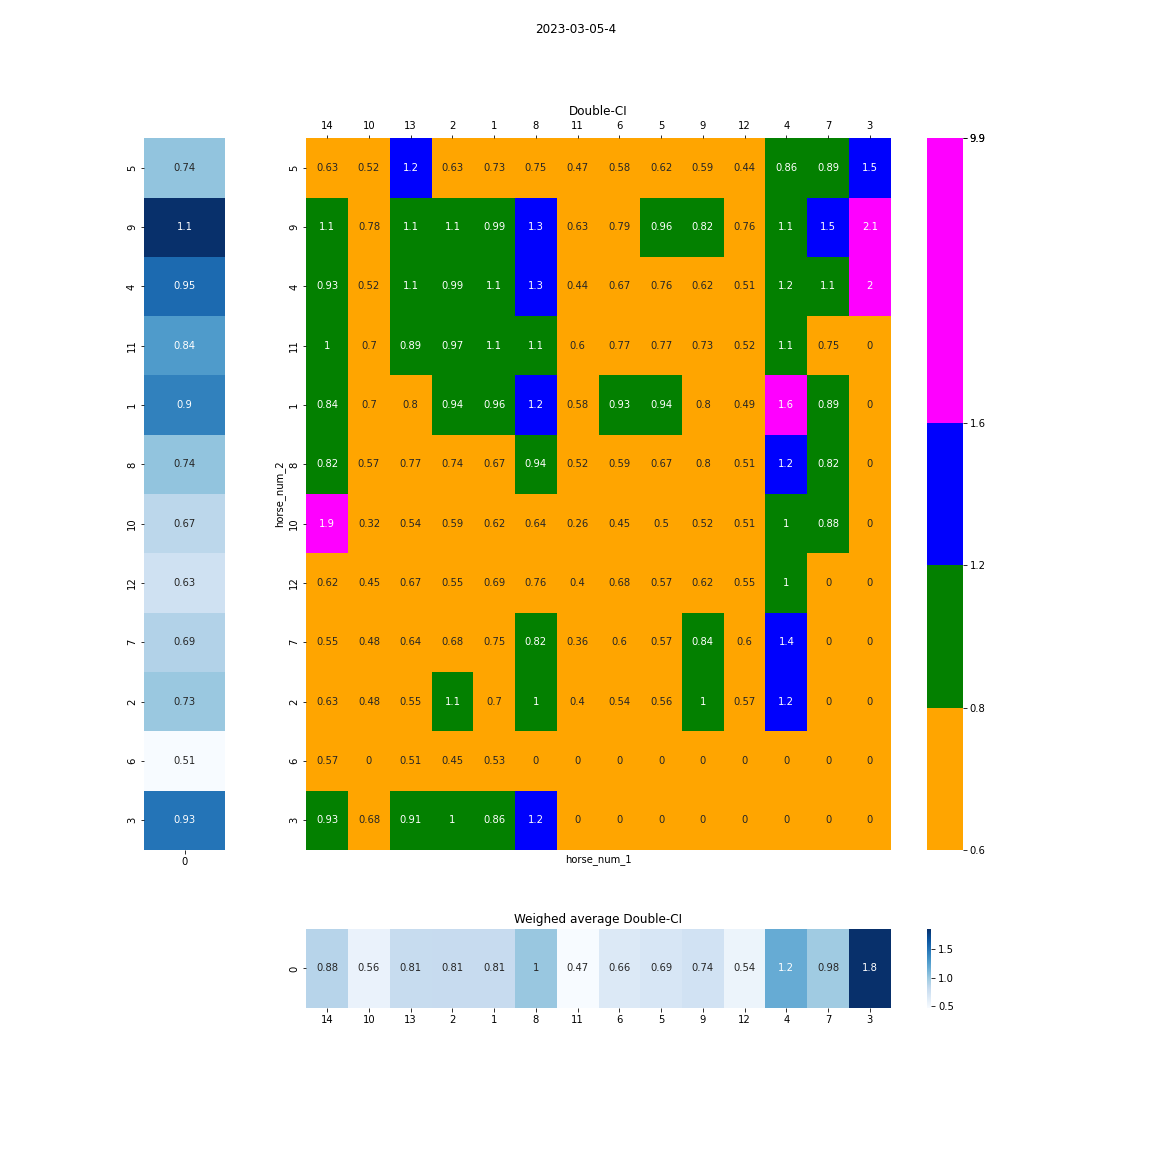 2023-03-05-4
Double-CI
14 10 13 2 1 8 11 6 5 9 12 4 7 3
9.9
5 0.74 5 0.63 0.52 1.2 0.63 0.73 0.75 0.47 0.58 0.62 0.59 0.44 0.86 0.89 1.5
9 1.1 9 1.1 0.78 1.1 1.1 0.99 1.3 0.63 0.79 0.96 0.82 0.76 1.1 1.5 2.1
4 0.95 4 0.93 0.52 1.1 0.99 1.1 1.3 0.44 0.67 0.76 0.62 0.51 1.2 1.1 2
11 0.84 11 1 0.7 0.89 0.97 1.1 1.1 0.6 0.77 0.77 0.73 0.52 1.1 0.75 0
1 0.9 1 0.84 0.7 0.8 0.94 0.96 1.2 0.58 0.93 0.94 0.8 0.49 1.6 0.89 0
1.6
8 0.74 8 0.82 0.57 0.77 0.74 0.67 0.94 0.52 0.59 0.67 0.8 0.51 1.2 0.82 0
horse_num_2
10 0.67 10 1.9 0.32 0.54 0.59 0.62 0.64 0.26 0.45 0.5 0.52 0.51 1 0.88 0
1.2
12 0.63 12 0.62 0.45 0.67 0.55 0.69 0.76 0.4 0.68 0.57 0.62 0.55 1 0 0
7 0.69 7 0.55 0.48 0.64 0.68 0.75 0.82 0.36 0.6 0.57 0.84 0.6 1.4 0 0
2 0.73 2 0.63 0.48 0.55 1.1 0.7 1 0.4 0.54 0.56 1 0.57 1.2 0 0
0.8
6 0.51 6 0.57 0 0.51 0.45 0.53 0 0 0 0 0 0 0 0 0
3 0.93 3 0.93 0.68 0.91 1 0.86 1.2 0 0 0 0 0 0 0 0
0.6
0
horse_num_1
Weighed average Double-CI
1.5
0 0.88 0.56 0.81 0.81 0.81 1 0.47 0.66 0.69 0.74 0.54 1.2 0.98 1.8
1.0
0.5
14 10 13 2 1 8 11 6 5 9 12 4 7 3